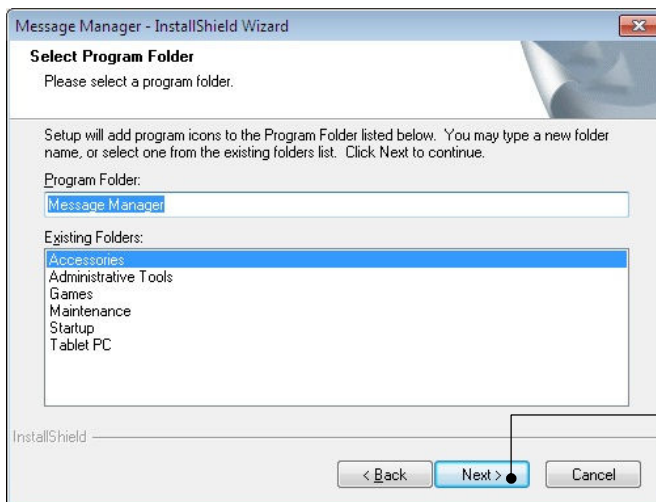 Message Manager - InstallShield Wizard
Select Program Folder
Please select a program folder.
Setup will add program icons to the Program Folder listed below.  You may type a new folder
name, or select one from the existing folders list.  Click Next to continue.
Program Folder:
Message Manager
Existing Folders:
Accessories
Administrative Tools
Games
Maintenance
Startup
Tablet PC
InstallShield
< Back
Next >
Cancel